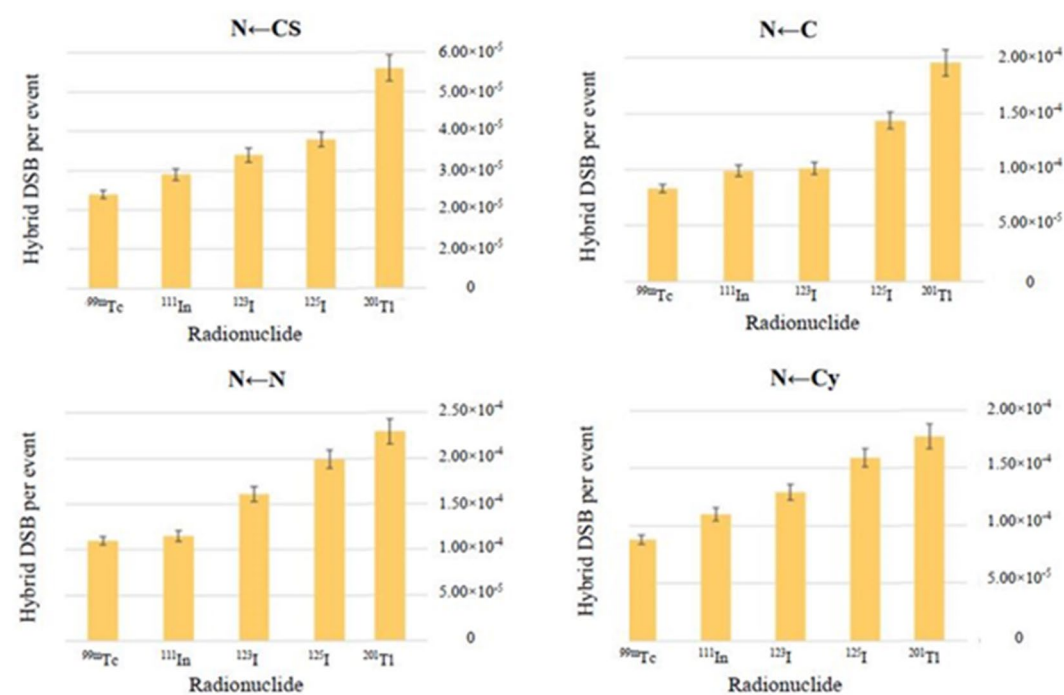 N←CS
Hybrid DSB per event
6.00×10⁻⁵
5.00×10⁻⁵
4.00×10⁻⁵
3.00×10⁻⁵
2.00×10⁻⁵
2.00×10⁻⁵
0
⁹⁹ᵐTc ¹¹¹In ¹²³I ¹²⁵I ²⁰¹Tl
Radionuclide
N←C
Hybrid DSB per event
2.00×10⁻⁴
1.50×10⁻⁴
1.00×10⁻⁴
5.00×10⁻⁵
0
⁹⁹ᵐTc ¹¹¹In ¹²³I ¹²⁵I ²⁰¹Tl
Radionuclide
N←N
Hybrid DSB per event
2.50×10⁻⁴
2.00×10⁻⁴
1.50×10⁻⁴
1.00×10⁻⁴
5.00×10⁻⁵
0
⁹⁹ᵐTc ¹¹¹In ¹²³I ¹²⁵I ²⁰¹Tl
Radionuclide
N←Cy
Hybrid DSB per event
2.00×10⁻⁴
1.50×10⁻⁴
1.00×10⁻⁴
5.00×10⁻⁵
0
⁹⁹ᵐTc ¹¹¹In ¹²³I ¹²⁵I ²⁰¹Tl
Radionuclide